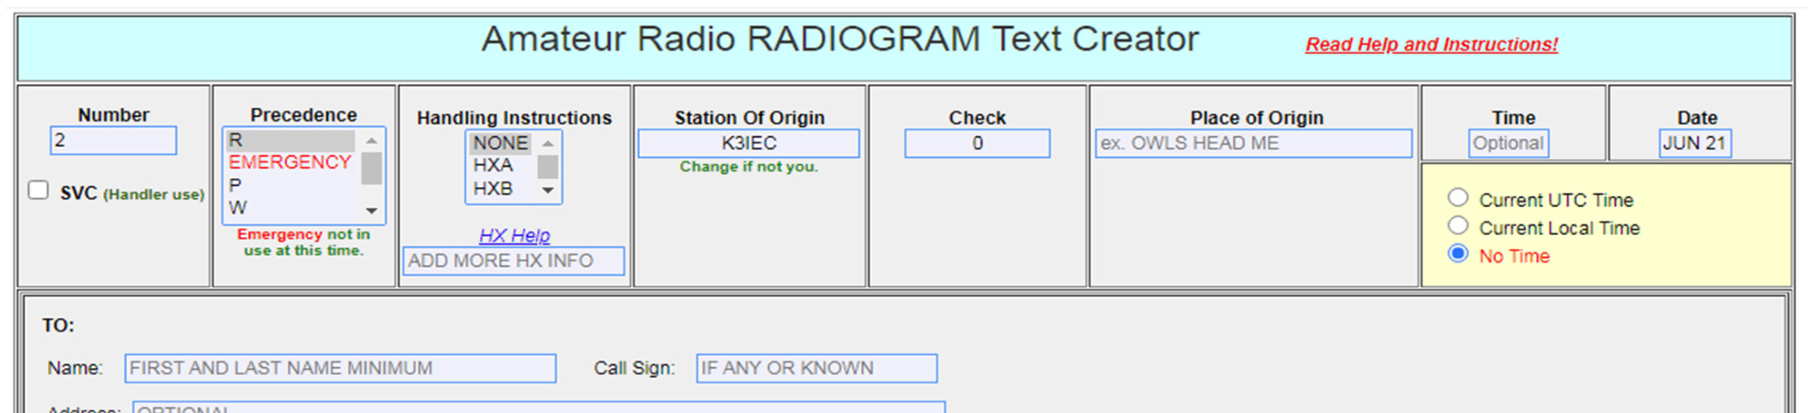 Amateur Radio RADIOGRAM Text Creator Read Help and Instructions!
Number Precedence Handling Instructions Station Of Origin Check Place of Origin Time Date
2 R NONE K3IEC 0 ex. OWLS HEAD ME Optional JUN 21
EMERGENCY HXA Change if not you.
P HXB
SVC (Handler use) W
Emergency not in
use at this time.
HX Help
ADD MORE HX INFO
Current UTC Time
Current Local Time
No Time
TO:
Name: FIRST AND LAST NAME MINIMUM Call Sign: IF ANY OR KNOWN
Address: OPTIONAL